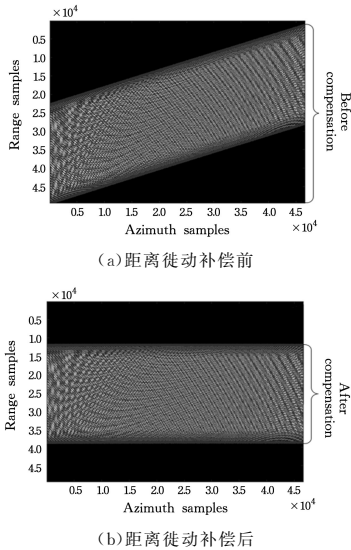 ×10⁴
0.5
1.0
1.5
2.0
2.5
3.0
3.5
4.0
4.5
Range samples
0.5 1.0 1.5 2.0 2.5 3.0 3.5 4.0 4.5
×10⁴
Azimuth samples
Before
compensation
(a)距离徙动补偿前
×10⁴
0.5
1.0
1.5
2.0
2.5
3.0
3.5
4.0
4.5
Range samples
0.5 1.0 1.5 2.0 2.5 3.0 3.5 4.0 4.5
×10⁴
Azimuth samples
After
compensation
(b)距离徙动补偿后